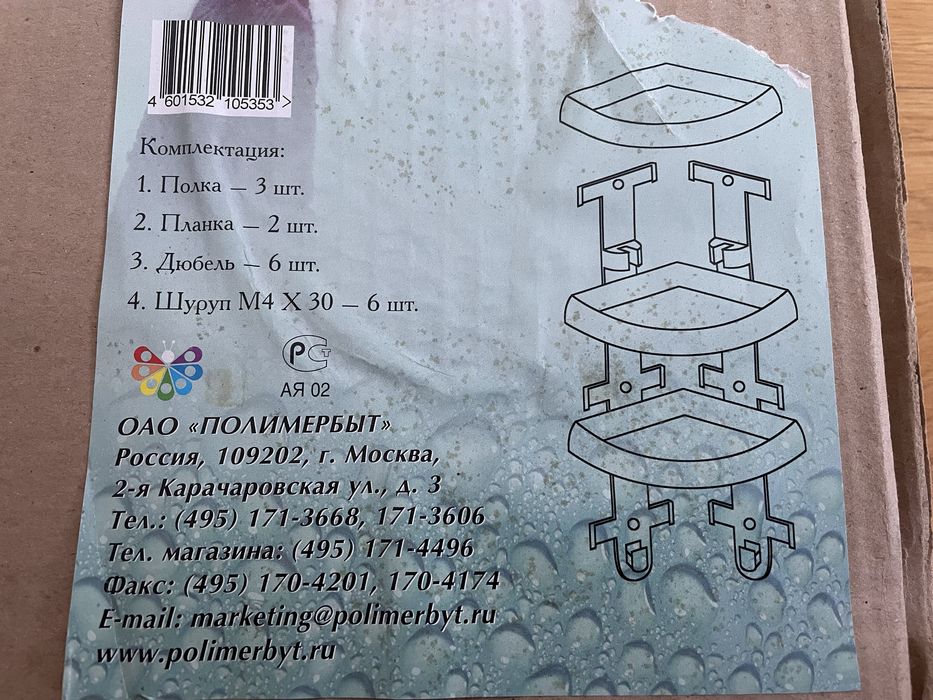 4 601532 105353 >
Комплектация:
1. Полка – 3 шт.
2. Планка – 2 шт.
3. Дюбель – 6 шт.
4. Шуруп М4 Х 30 – 6 шт.
РСТ
АЯ 02
ОАО «ПОЛИМЕРБЫТ»
Россия, 109202, г. Москва,
2-я Карачаровская ул., д. 3
Тел.: (495) 171-3668, 171-3606
Тел. магазина: (495) 171-4496
Факс: (495) 170-4201, 170-4174
E-mail: marketing@polimerbyt.ru
www.polimerbyt.ru